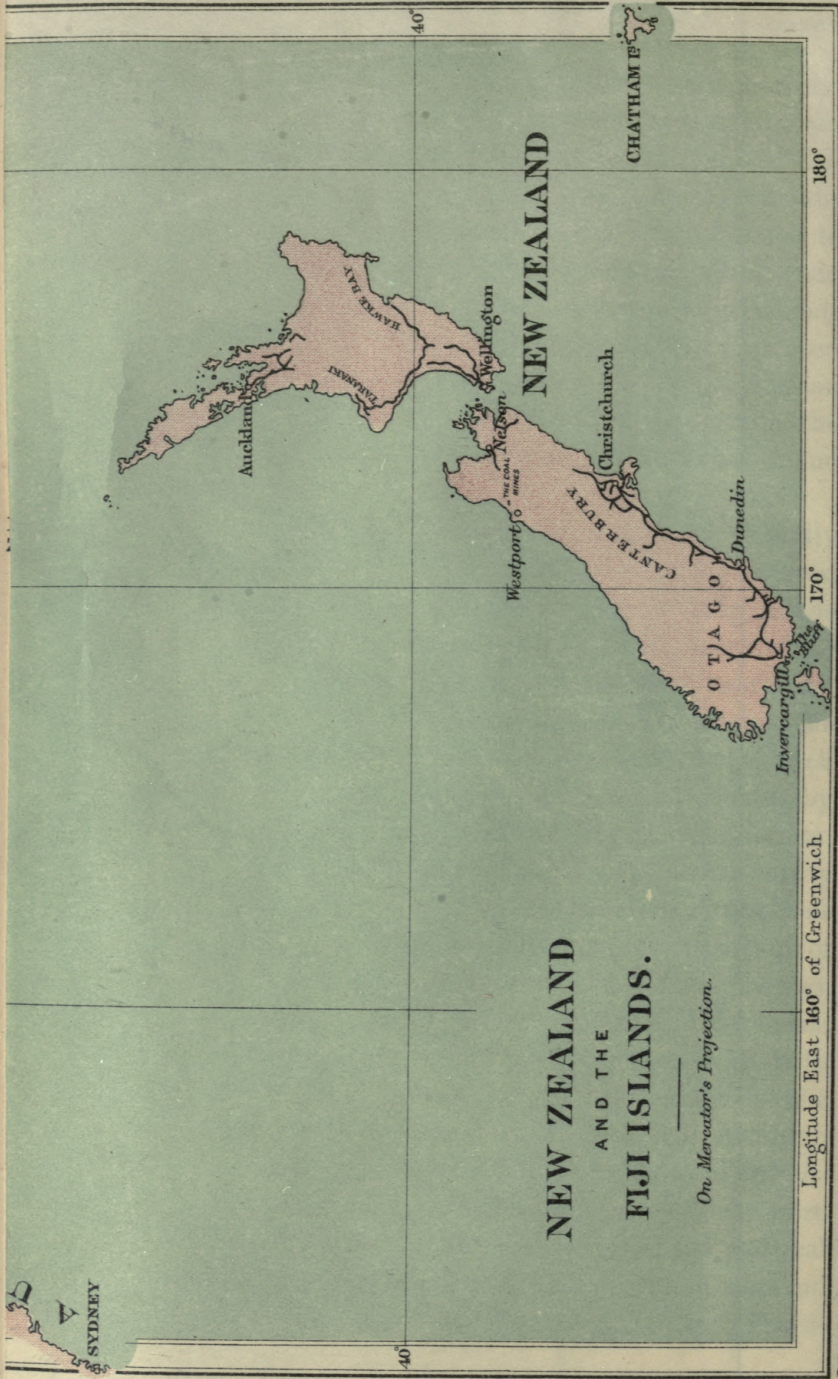 SYDNEY
NEW ZEALAND
AND THE
FIJI ISLANDS.
On Mercator's Projection.
Auckland
TARANAKI
HAWKE BAY
Wellington
Nelson
THE COAL
MINES
Westport
NEW ZEALAND
Christchurch
CANTERBURY
OTAGO
Dunedin
Invercargill
The
Bluff
CHATHAM Is
40°
40°
Longitude East 160° of Greenwich
170°
180°